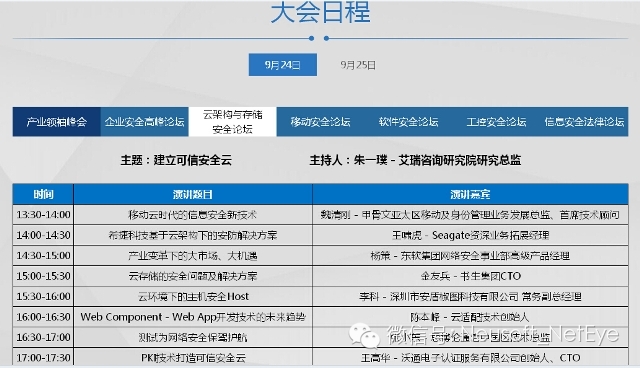 大会日程
9月24日 9月25日
产业领袖峰会 企业安全高峰论坛 云架构与存储安全论坛 移动安全论坛 软件安全论坛 工控安全论坛 信息安全法律论坛
主题:建立可信安全云 主持人:朱一璞 - 艾瑞咨询研究院研究总监
时间 演讲题目 演讲嘉宾
13:30-14:00 移动云时代的信息安全新技术 魏清刚 - 甲骨文亚太区移动及身份管理业务发展总监、首席技术顾问
14:00-14:30 希捷科技基于云架构下的安防解决方案 王啸虎 - Seagate资深业务拓展经理
14:30-15:00 产业变革下的大市场、大机遇 杨策 - 东软集团网络安全事业部高级产品经理
15:00-15:30 云存储的安全问题及解决方案 金友兵 - 书生集团CTO
15:30-16:00 云环境下的主机安全Host 李科 - 深圳市安盾椒图科技有限公司 常务副总经理
16:00-16:30 Web Component - Web App开发技术的未来趋势 陈本峰 - 云适配技术创始人
16:30-17:00 测试为网络安全保驾护航
17:00-17:30 PKI技术打造可信安全云 王高华 - 沃通电子认证服务有限公司创始人、CTO
微信号: Neusoft_NetEye